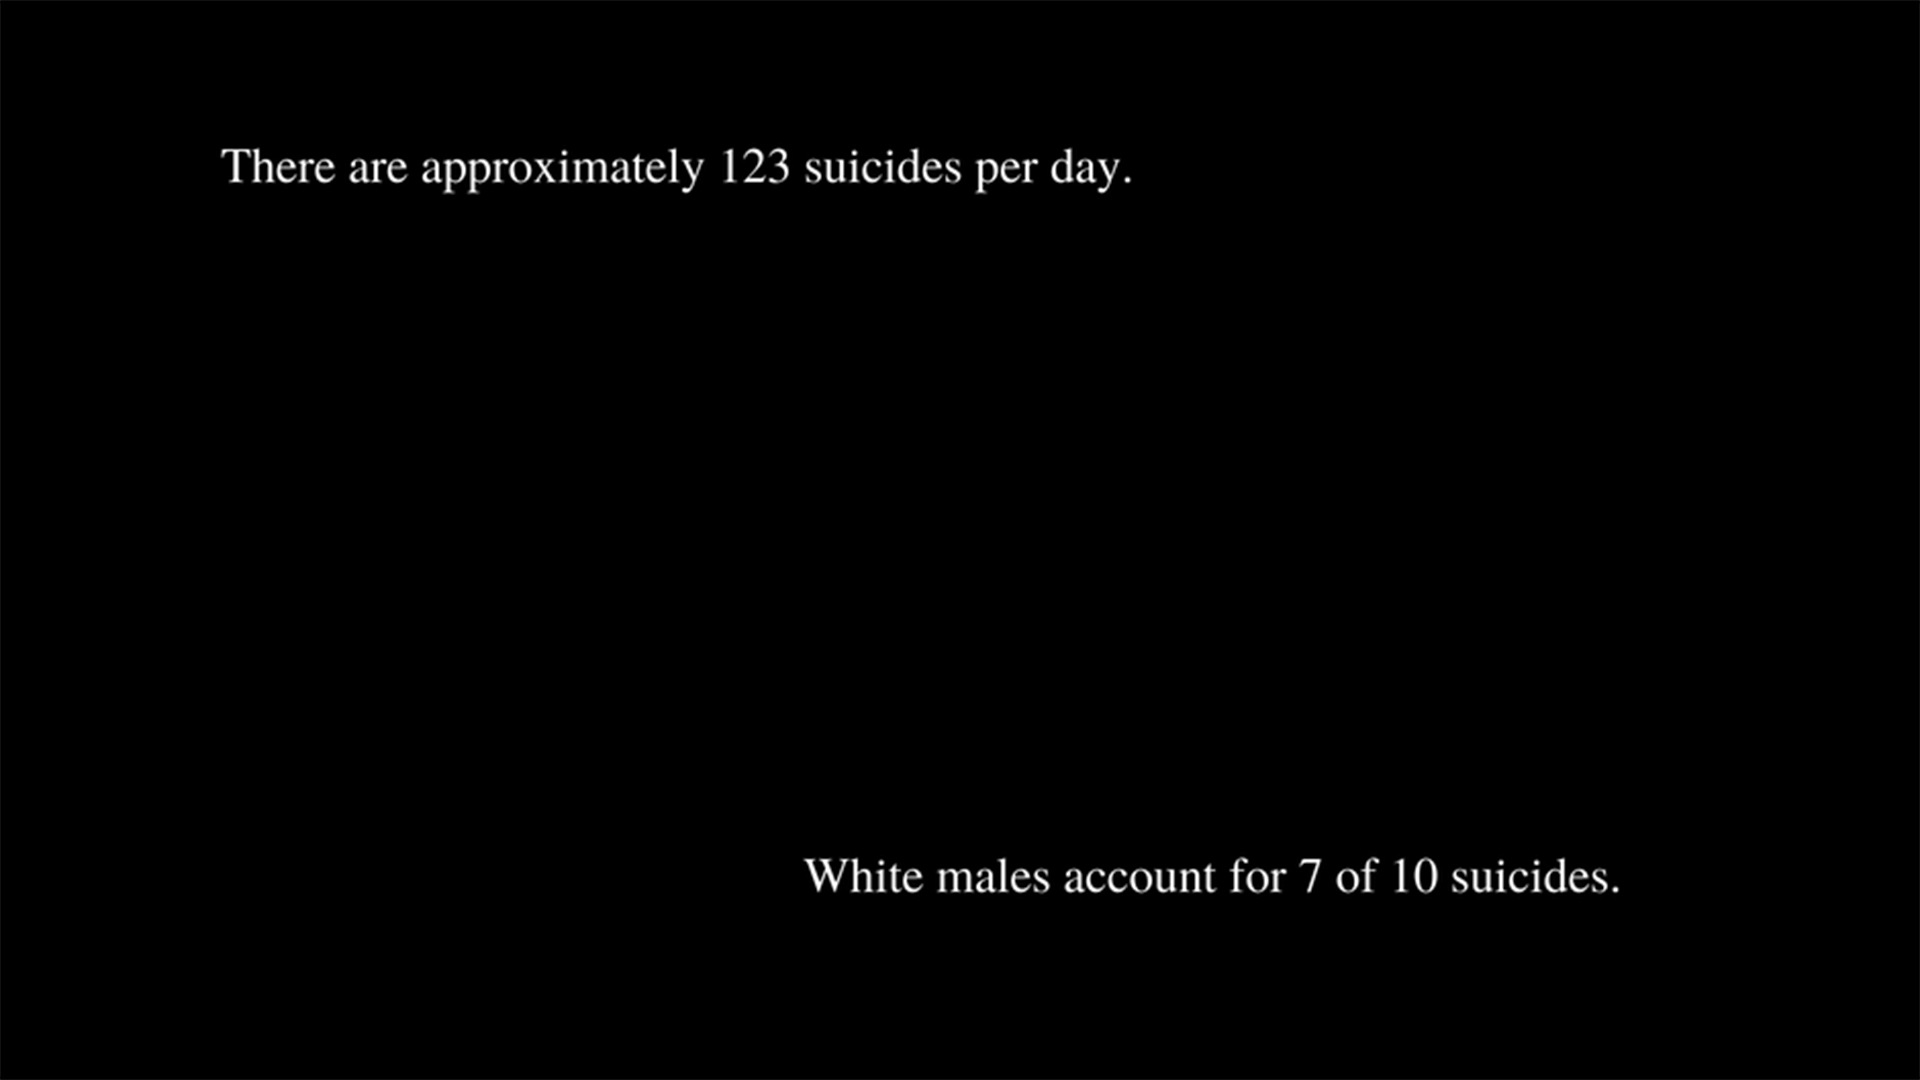 There are approximately 123 suicides per day.
White males account for 7 of 10 suicides.